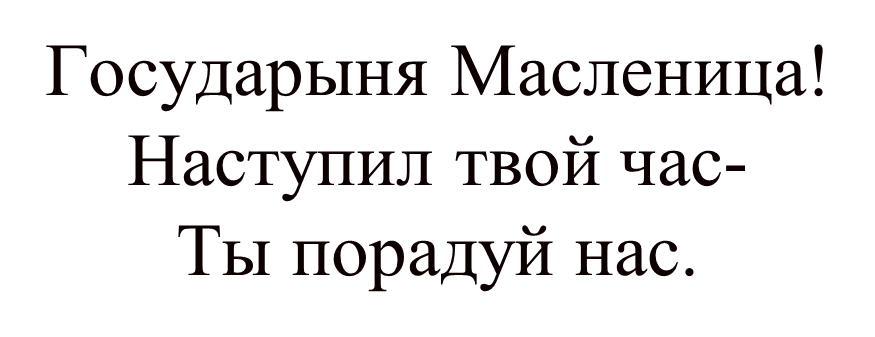 Государыня Масленица!
Наступил твой час-
Ты порадуй нас.